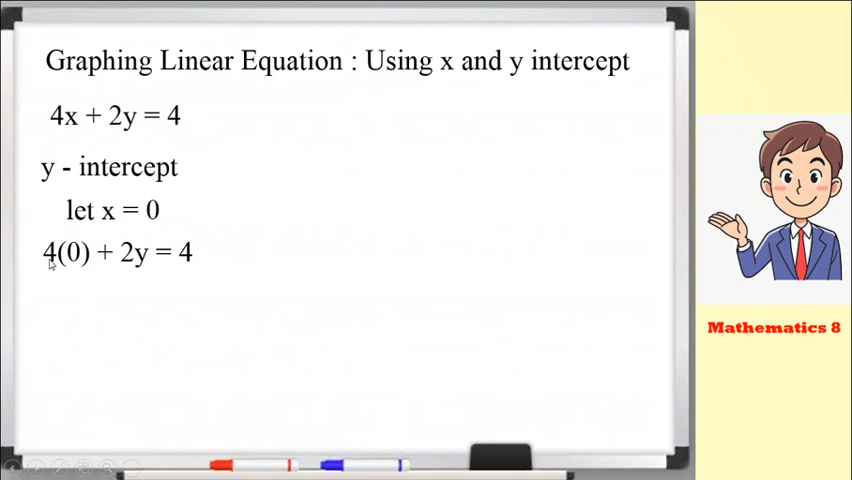 Graphing Linear Equation : Using x and y intercept
4x + 2y = 4
y - intercept
let x = 0
4(0) + 2y = 4
Mathematics 8